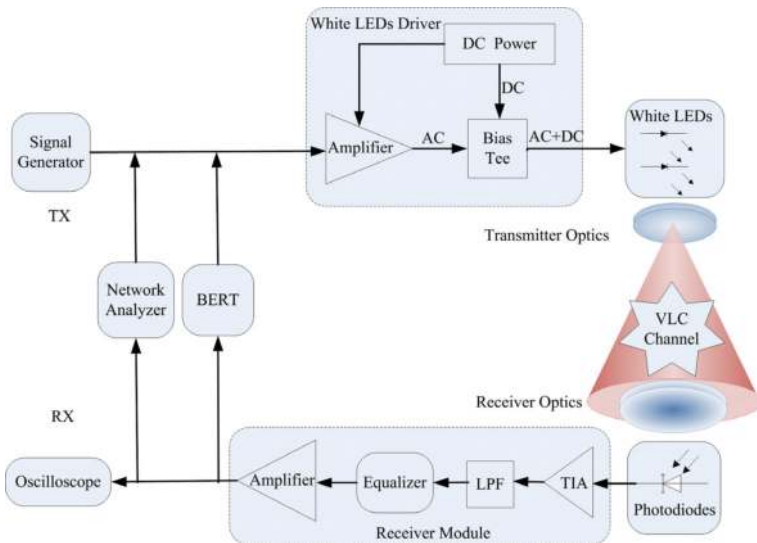 White LEDs Driver
DC Power
DC
White LEDs
Signal
Generator
Amplifier
AC
Bias
Tee
AC+DC
TX
Transmitter Optics
Network
Analyzer
BERT
VLC
Channel
RX
Receiver Optics
Oscilloscope
Amplifier
Equalizer
LPF
TIA
Photodiodes
Receiver Module